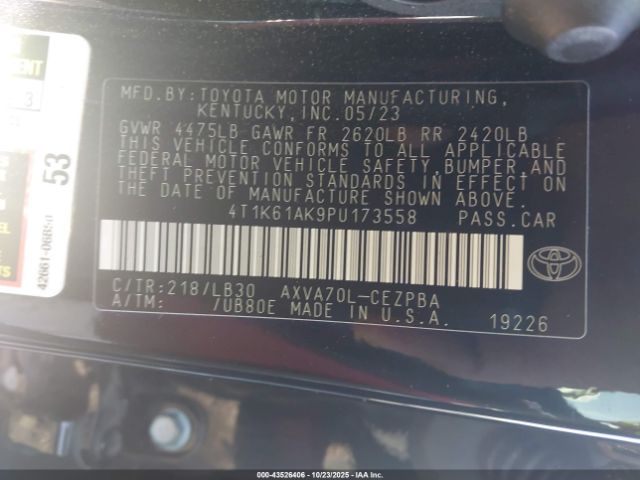 MFD.BY:TOYOTA MOTOR MANUFACTURING,
KENTUCKY,INC.05/23
GVWR 4475LB GAWR FR 2620LB RR 2420LB
THIS VEHICLE CONFORMS TO ALL APPLICABLE
FEDERAL MOTOR VEHICLE SAFETY,BUMPER,AND
THEFT PREVENTION STANDARDS IN EFFECT ON
THE DATE OF MANUFACTURE SHOWN ABOVE.
4T1K61AK9PU173558 PASS.CAR
C/TR:218/LB30 AXVA70L-CEZPBA
A/TM: 7UB80E MADE IN U.S.A.
19226
53
00-43526406 | 10/23/2025 - IAA Inc.